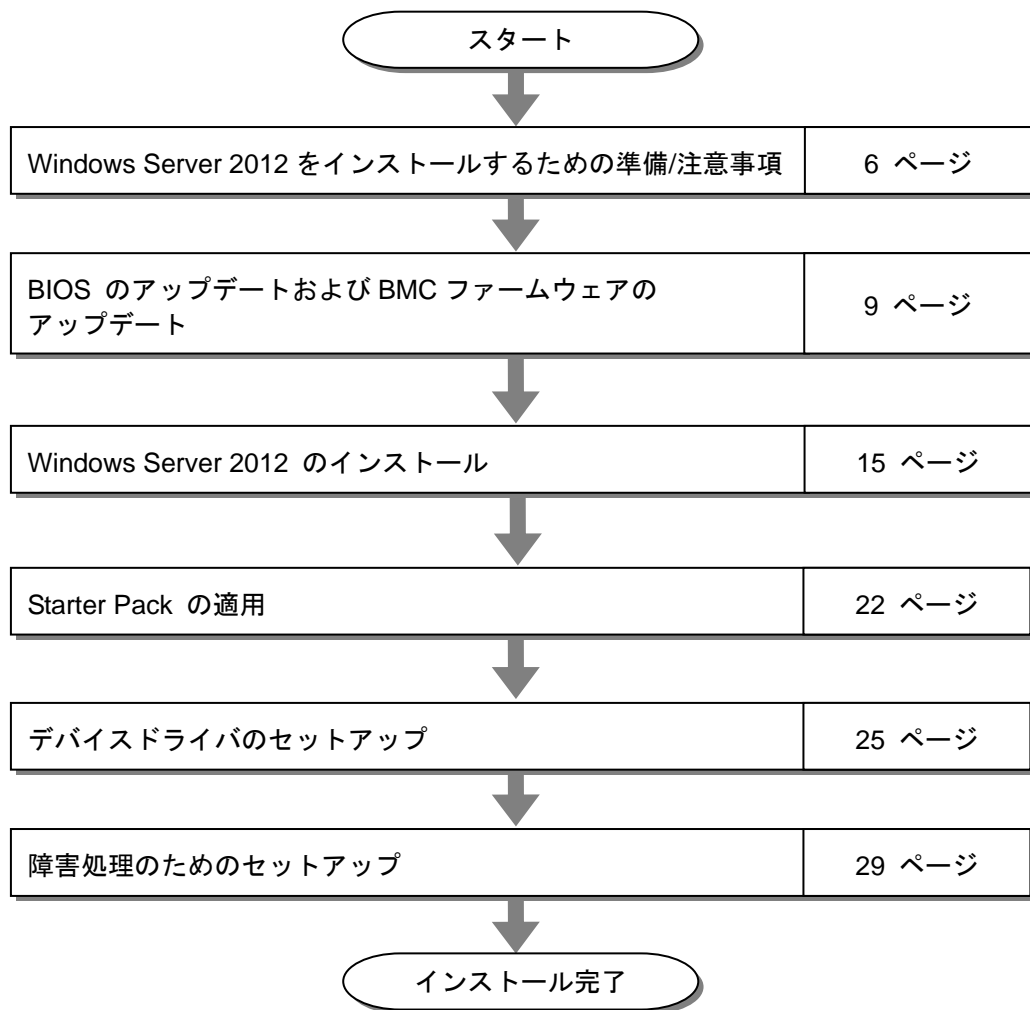 スタート
Windows Server 2012 をインストールするための準備/注意事項
6 ページ
BIOS のアップデートおよび BMC ファームウェアの
アップデート
9 ページ
Windows Server 2012 のインストール
15 ページ
Starter Pack の適用
22 ページ
デバイスドライバのセットアップ
25 ページ
障害処理のためのセットアップ
29 ページ
インストール完了